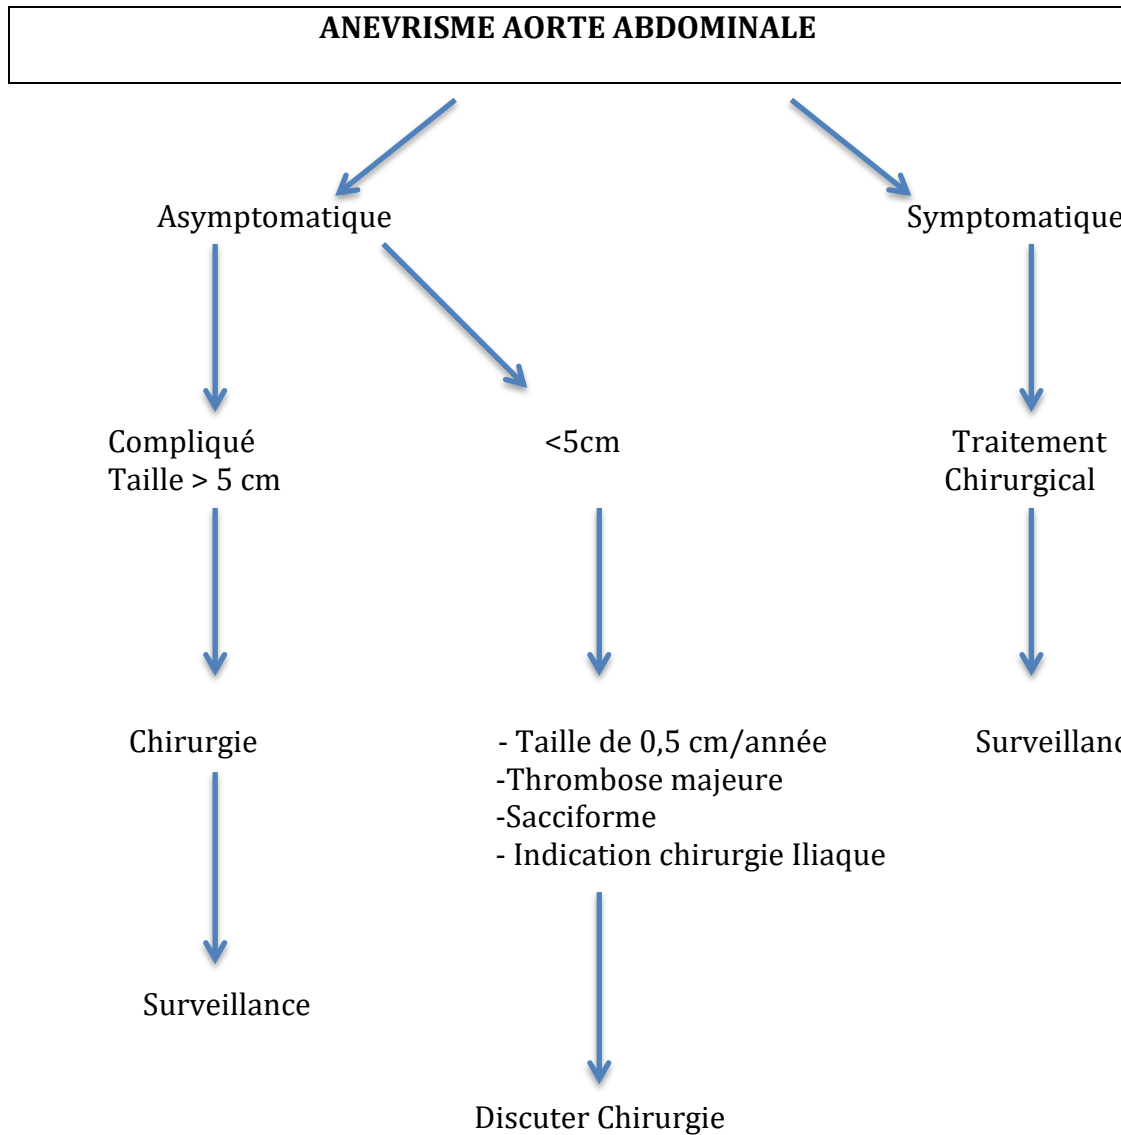 ANEVRISME AORTE ABDOMINALE
Asymptomatique
Symptomatique
Compliqué
Taille > 5 cm
<5cm
Traitement
Chirurgical
Chirurgie
- Taille de 0,5 cm/année
-Thrombose majeure
-Sacciforme
- Indication chirurgie Iliaque
Surveillanc
Surveillance
Discuter Chirurgie